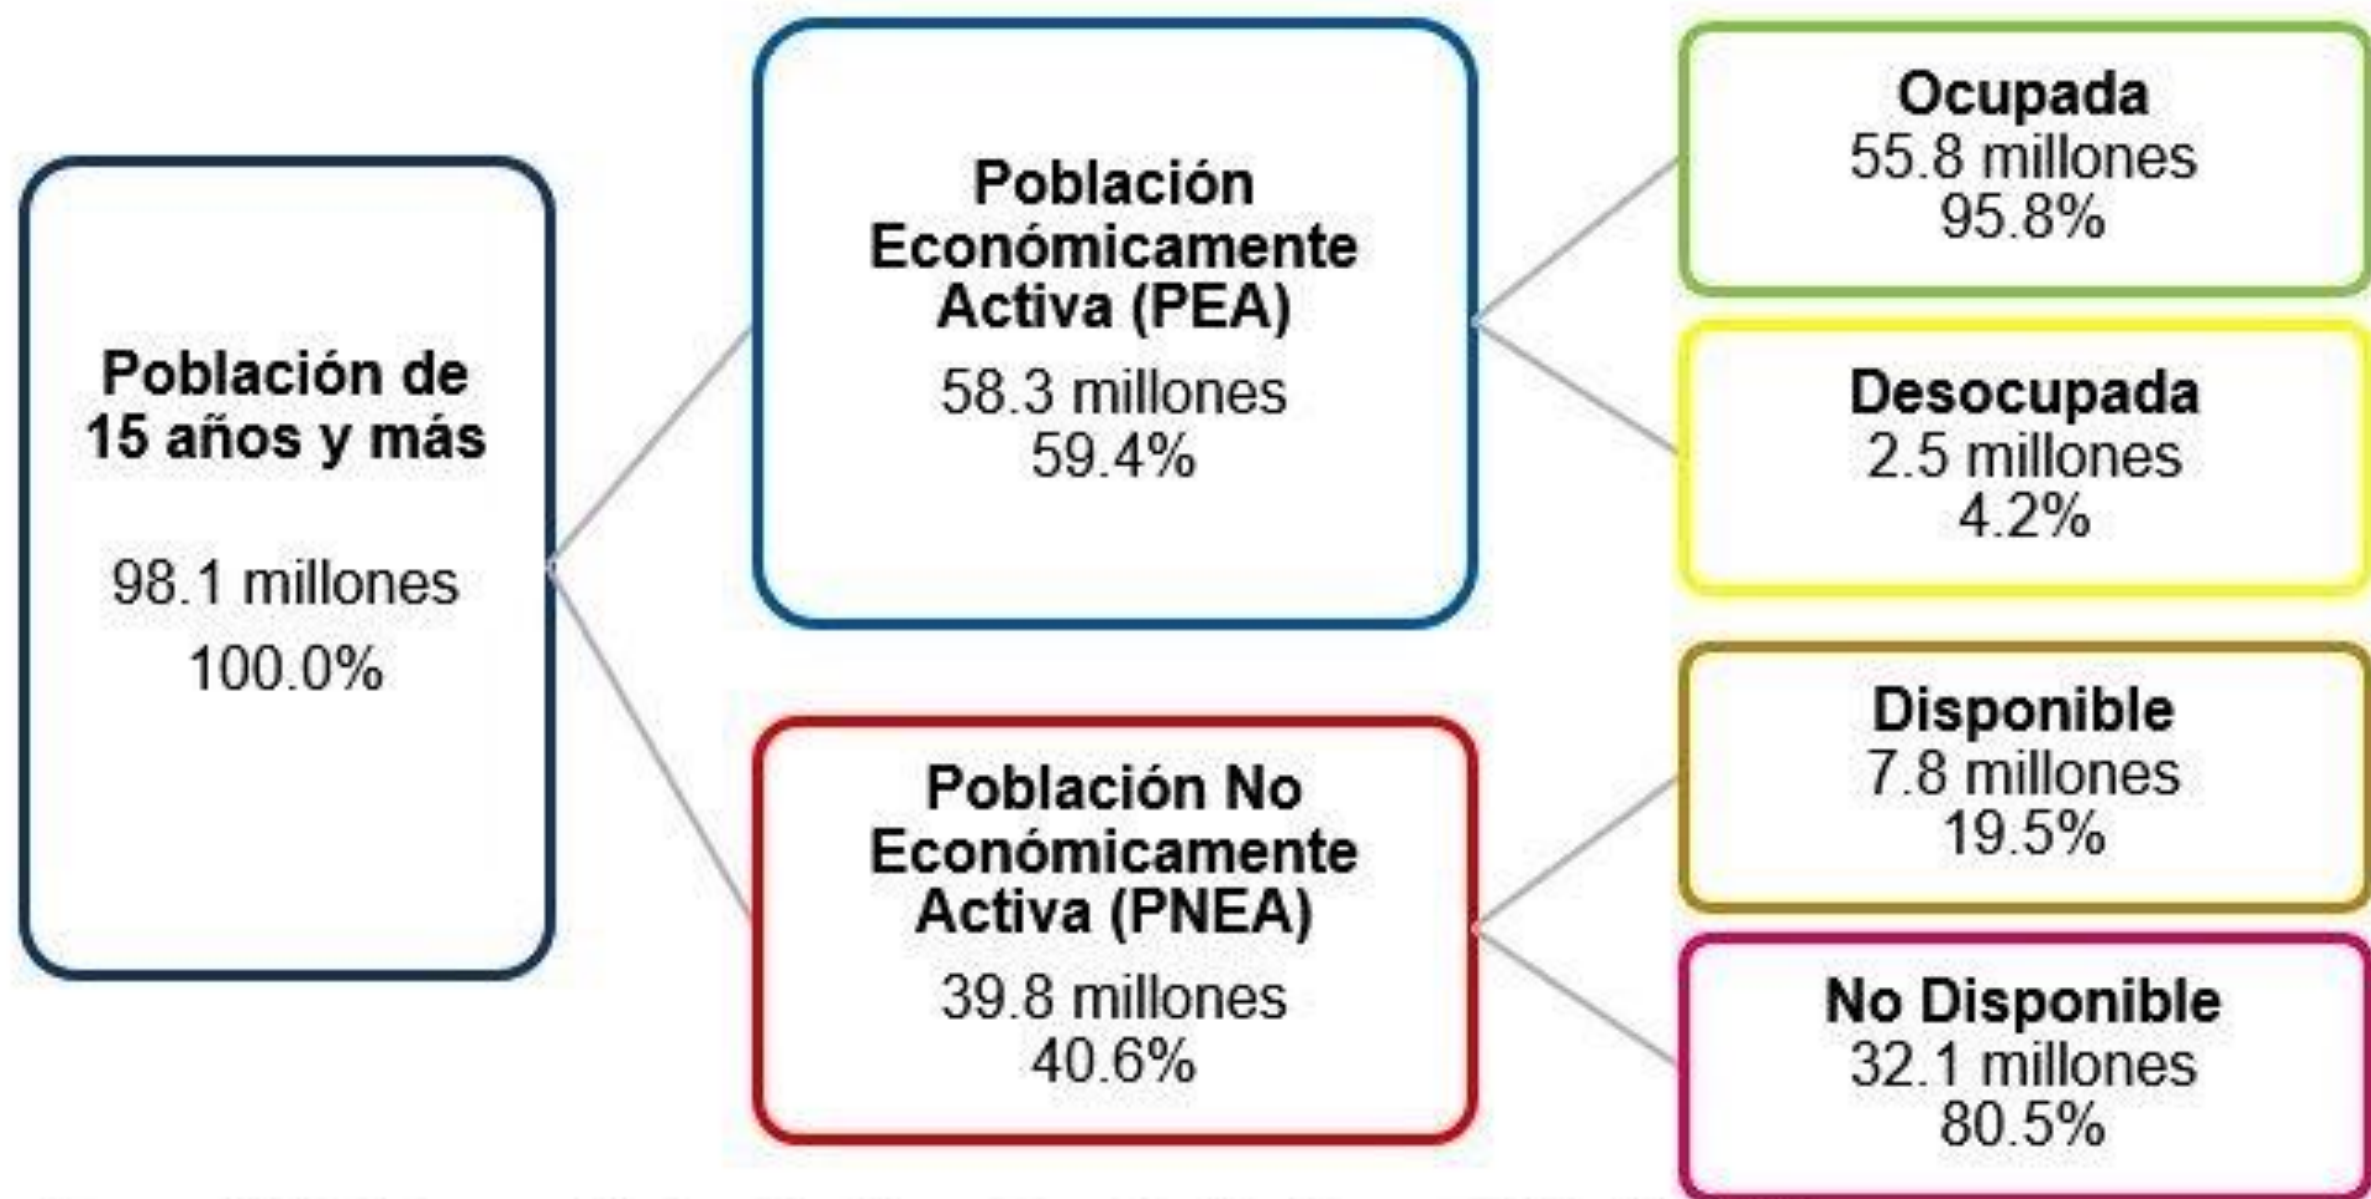 Población de
15 años y más
98.1 millones
100.0%
Población
Económicamente
Activa (PEA)
58.3 millones
59.4%
Población No
Económicamente
Activa (PNEA)
39.8 millones
40.6%
Ocupada
55.8 millones
95.8%
Desocupada
2.5 millones
4.2%
Disponible
7.8 millones
19.5%
No Disponible
32.1 millones
80.5%